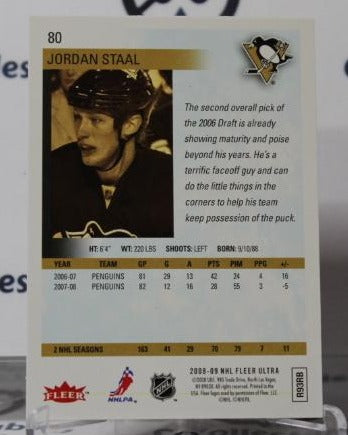 80
JORDAN STAAL
The second overall pick of
the 2006 Draft is already
showing maturity and poise
beyond his years. He's a
terrific faceoff guy and can
do the little things in the
corners to help his team
keep possession of the puck.
HT: 6'4" WT: 220 LBS SHOOTS: LEFT BORN: 9/10/88
YEAR TEAM GP G A PTS PIM PPG +/-
2006-07 PENGUINS 81 29 13 42 24 4 16
2007-08 PENGUINS 82 12 16 28 55 3 -5
2 NHL SEASONS 163 41 29 70 79 7 11
2008-09 NHL FLEER ULTRA
FLEER
NHLPA
NHL
R93RB